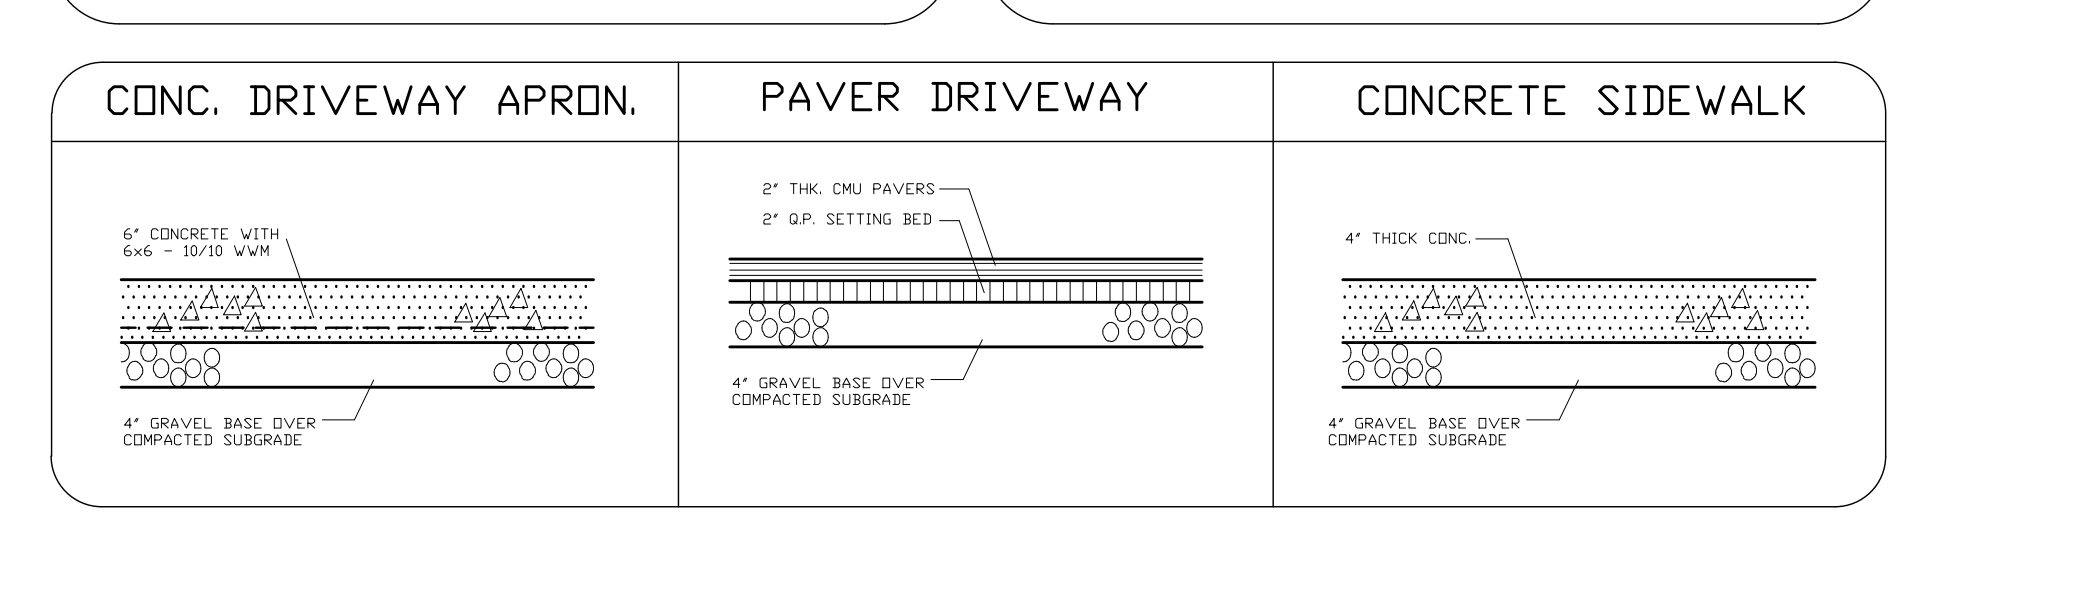 CONC. DRIVEWAY APRON.
6" CONCRETE WITH
6x6 - 10/10 WWM
4" GRAVEL BASE OVER
COMPACTED SUBGRADE
PAVER DRIVEWAY
2" THK. CMU PAVERS
2" Q.P. SETTING BED
4" GRAVEL BASE OVER
COMPACTED SUBGRADE
CONCRETE SIDEWALK
4" THICK CONC.
4" GRAVEL BASE OVER
COMPACTED SUBGRADE